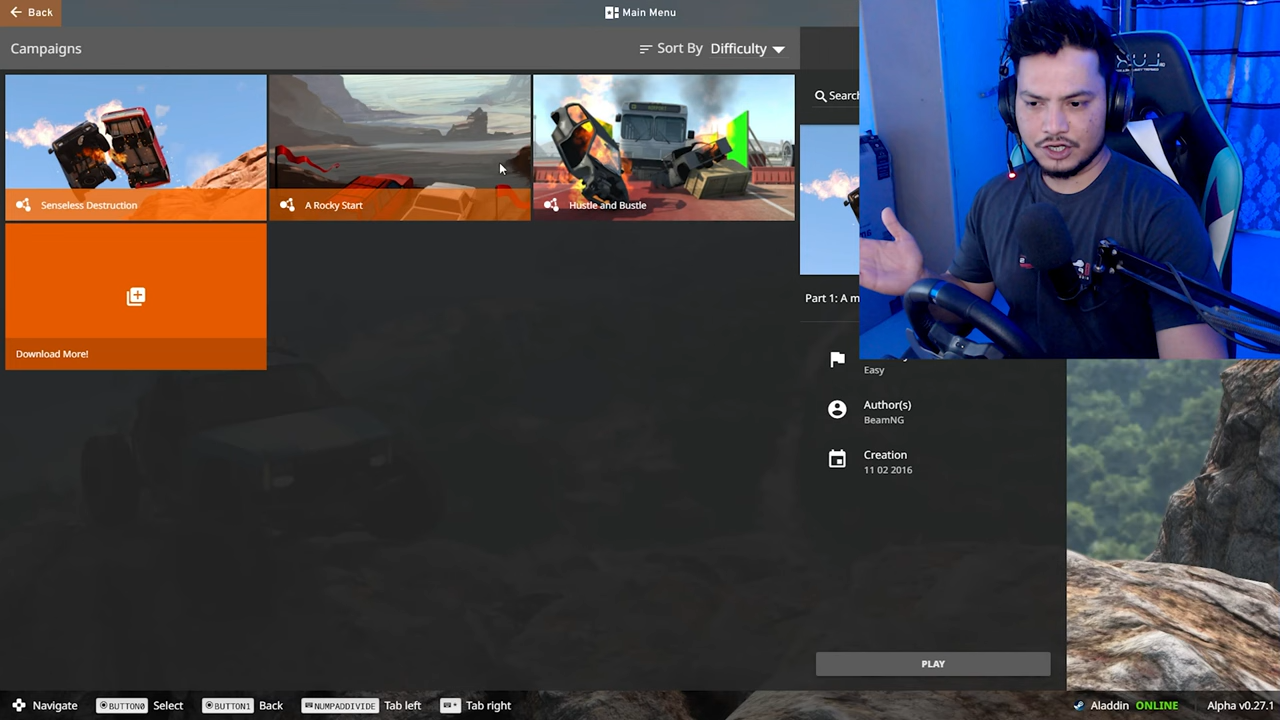 Back
Main Menu
Campaigns
Sort By Difficulty
Search
Senseless Destruction
A Rocky Start
Hustle and Bustle
Download More!
Part 1: A m
Easy
Author(s)
BeamNG
Creation
11 02 2016
PLAY
Navigate BUTTON0 Select BUTTON1 Back NUMPADDIVIDE Tab left Tab right Aladdin ONLINE Alpha v0.27.1